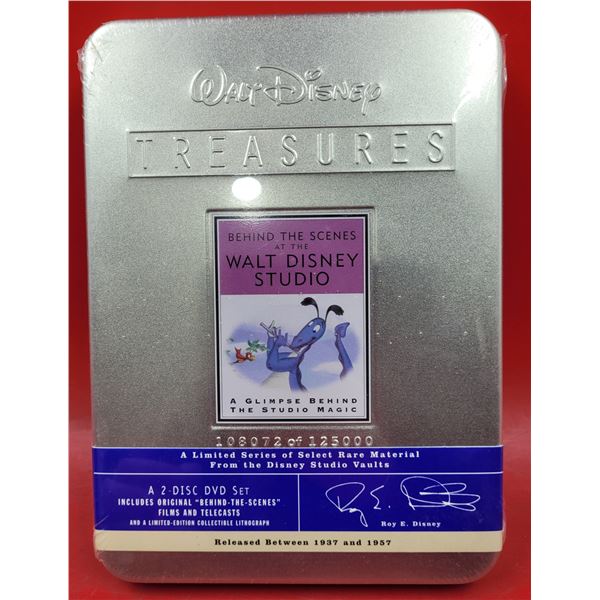 Walt Disney
TREASURES
BEHIND THE SCENES
AT THE
WALT DISNEY
STUDIO
A GLIMPSE BEHIND
THE STUDIO MAGIC
108072 of 125000
A Limited Series of Select Rare Material
From the Disney Studio Vaults
A 2-DISC DVD SET
INCLUDES ORIGINAL "BEHIND-THE-SCENES"
FILMS AND TELECASTS
AND A LIMITED-EDITION COLLECTIBLE LITHOGRAPH
Roy E. Disney
Roy E. Disney
Released Between 1937 and 1957